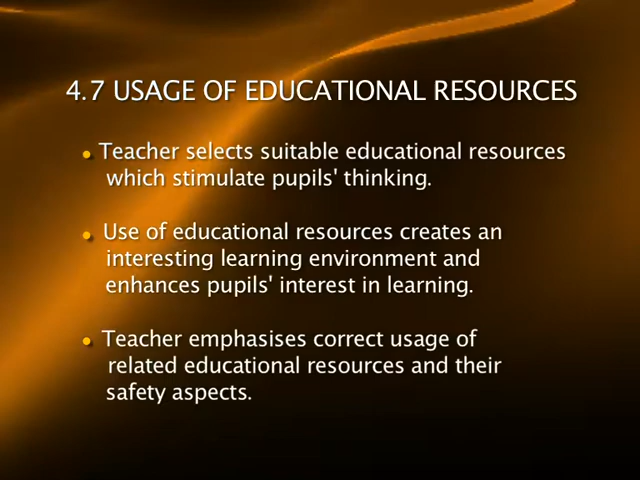 4.7 USAGE OF EDUCATIONAL RESOURCES
• Teacher selects suitable educational resources
which stimulate pupils' thinking.
• Use of educational resources creates an
interesting learning environment and
enhances pupils' interest in learning.
• Teacher emphasises correct usage of
related educational resources and their
safety aspects.